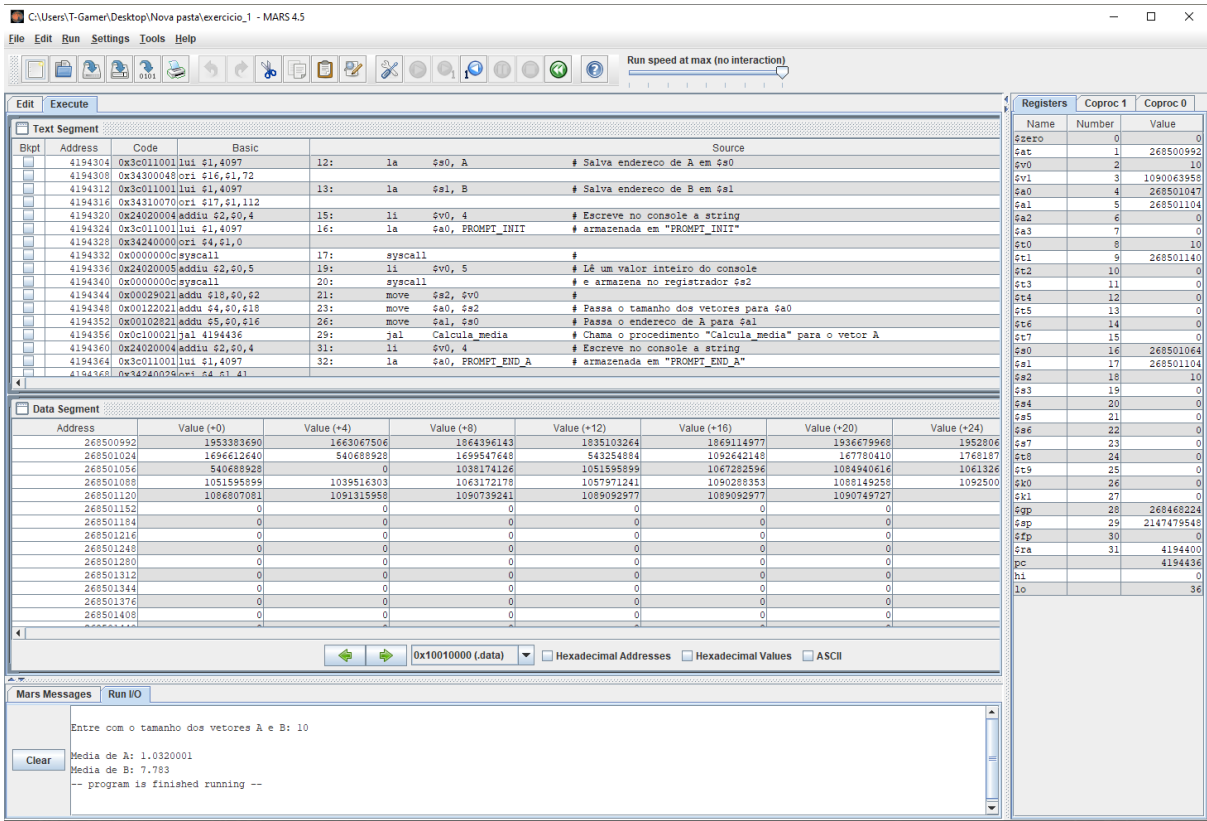 C:\Users\T-Gamer\Desktop\Nova pasta\exercicio_1 - MARS 4.5
File Edit Run Settings Tools Help
Run speed at max (no interaction)
Edit Execute
Text Segment
Bkpt Address Code Basic Source
4194304 0x3c011001 lui $1,4097 12: la $s0, A # Salva endereco de A em $s0
4194308 0x34300048 ori $16,$1,72
4194312 0x3c011001 lui $1,4097 13: la $s1, B # Salva endereco de B em $s1
4194316 0x34310070 ori $17,$1,112
4194320 0x24020004 addiu $2,$0,4 15: li $v0, 4 # Escreve no console a string
4194324 0x3c011001 lui $1,4097 16: la $a0, PROMPT_INIT # armazenada em "PROMPT_INIT"
4194328 0x34240000 ori $4,$1,0
4194332 0x0000000c syscall 17: syscall #
4194336 0x24020005 addiu $2,$0,5 19: li $v0, 5 # Lê um valor inteiro do console
4194340 0x0000000c syscall 20: syscall # e armazena no registrador $s2
4194344 0x00029021 addu $18,$0,$2 21: move $s2, $v0 #
4194348 0x00122021 addu $4,$0,$18 23: move $a0, $s2 # Passa o tamanho dos vetores para $a0
4194352 0x00102821 addu $5,$0,$16 26: move $a1, $s0 # Passa o endereco de A para $a1
4194356 0x0c100021 jal 4194436 29: jal Calcula_media # Chama o procedimento "Calcula_media" para o vetor A
4194360 0x24020004 addiu $2,$0,4 31: li $v0, 4 # Escreve no console a string
4194364 0x3c011001 lui $1,4097 32: la $a0, PROMPT_END_A # armazenada em "PROMPT_END_A"
4194368 0x34240029 ori $4,$1,41
Data Segment
Address Value (+0) Value (+4) Value (+8) Value (+12) Value (+16) Value (+20) Value (+24)
268500992 1953383690 1663067506 1864396143 1835103264 1869114977 1936679968 1952806
268501024 1696612640 540688928 1699547648 543254884 1092642148 167780410 1768187
268501056 540688928 0 1038174126 1051595899 1067282596 1084940616 1061326
268501088 1051595899 1039516303 1063172178 1057971241 1090288353 1088149258 1092500
268501120 1086807081 1091315958 1090739241 1089092977 1089092977 1090749727
268501152 0 0 0 0 0 0
268501184 0 0 0 0 0 0
268501216 0 0 0 0 0 0
268501248 0 0 0 0 0 0
268501280 0 0 0 0 0 0
268501312 0 0 0 0 0 0
268501344 0 0 0 0 0 0
268501376 0 0 0 0 0 0
268501408 0 0 0 0 0 0
0x10010000 (.data) Hexadecimal Addresses Hexadecimal Values ASCII
Mars Messages Run I/O
Clear
Entre com o tamanho dos vetores A e B: 10
Media de A: 1.0320001
Media de B: 7.783
-- program is finished running --
Registers Coproc 1 Coproc 0
Name Number Value
$zero 0 0
$at 1 268500992
$v0 2 10
$v1 3 1090063958
$a0 4 268501047
$a1 5 268501104
$a2 6 0
$a3 7 0
$t0 8 10
$t1 9 268501140
$t2 10 0
$t3 11 0
$t4 12 0
$t5 13 0
$t6 14 0
$t7 15 0
$s0 16 268501064
$s1 17 268501104
$s2 18 10
$s3 19 0
$s4 20 0
$s5 21 0
$s6 22 0
$s7 23 0
$t8 24 0
$t9 25 0
$k0 26 0
$k1 27 0
$gp 28 268468224
$sp 29 2147479548
$fp 30 0
$ra 31 4194400
pc 4194436
hi 0
lo 36